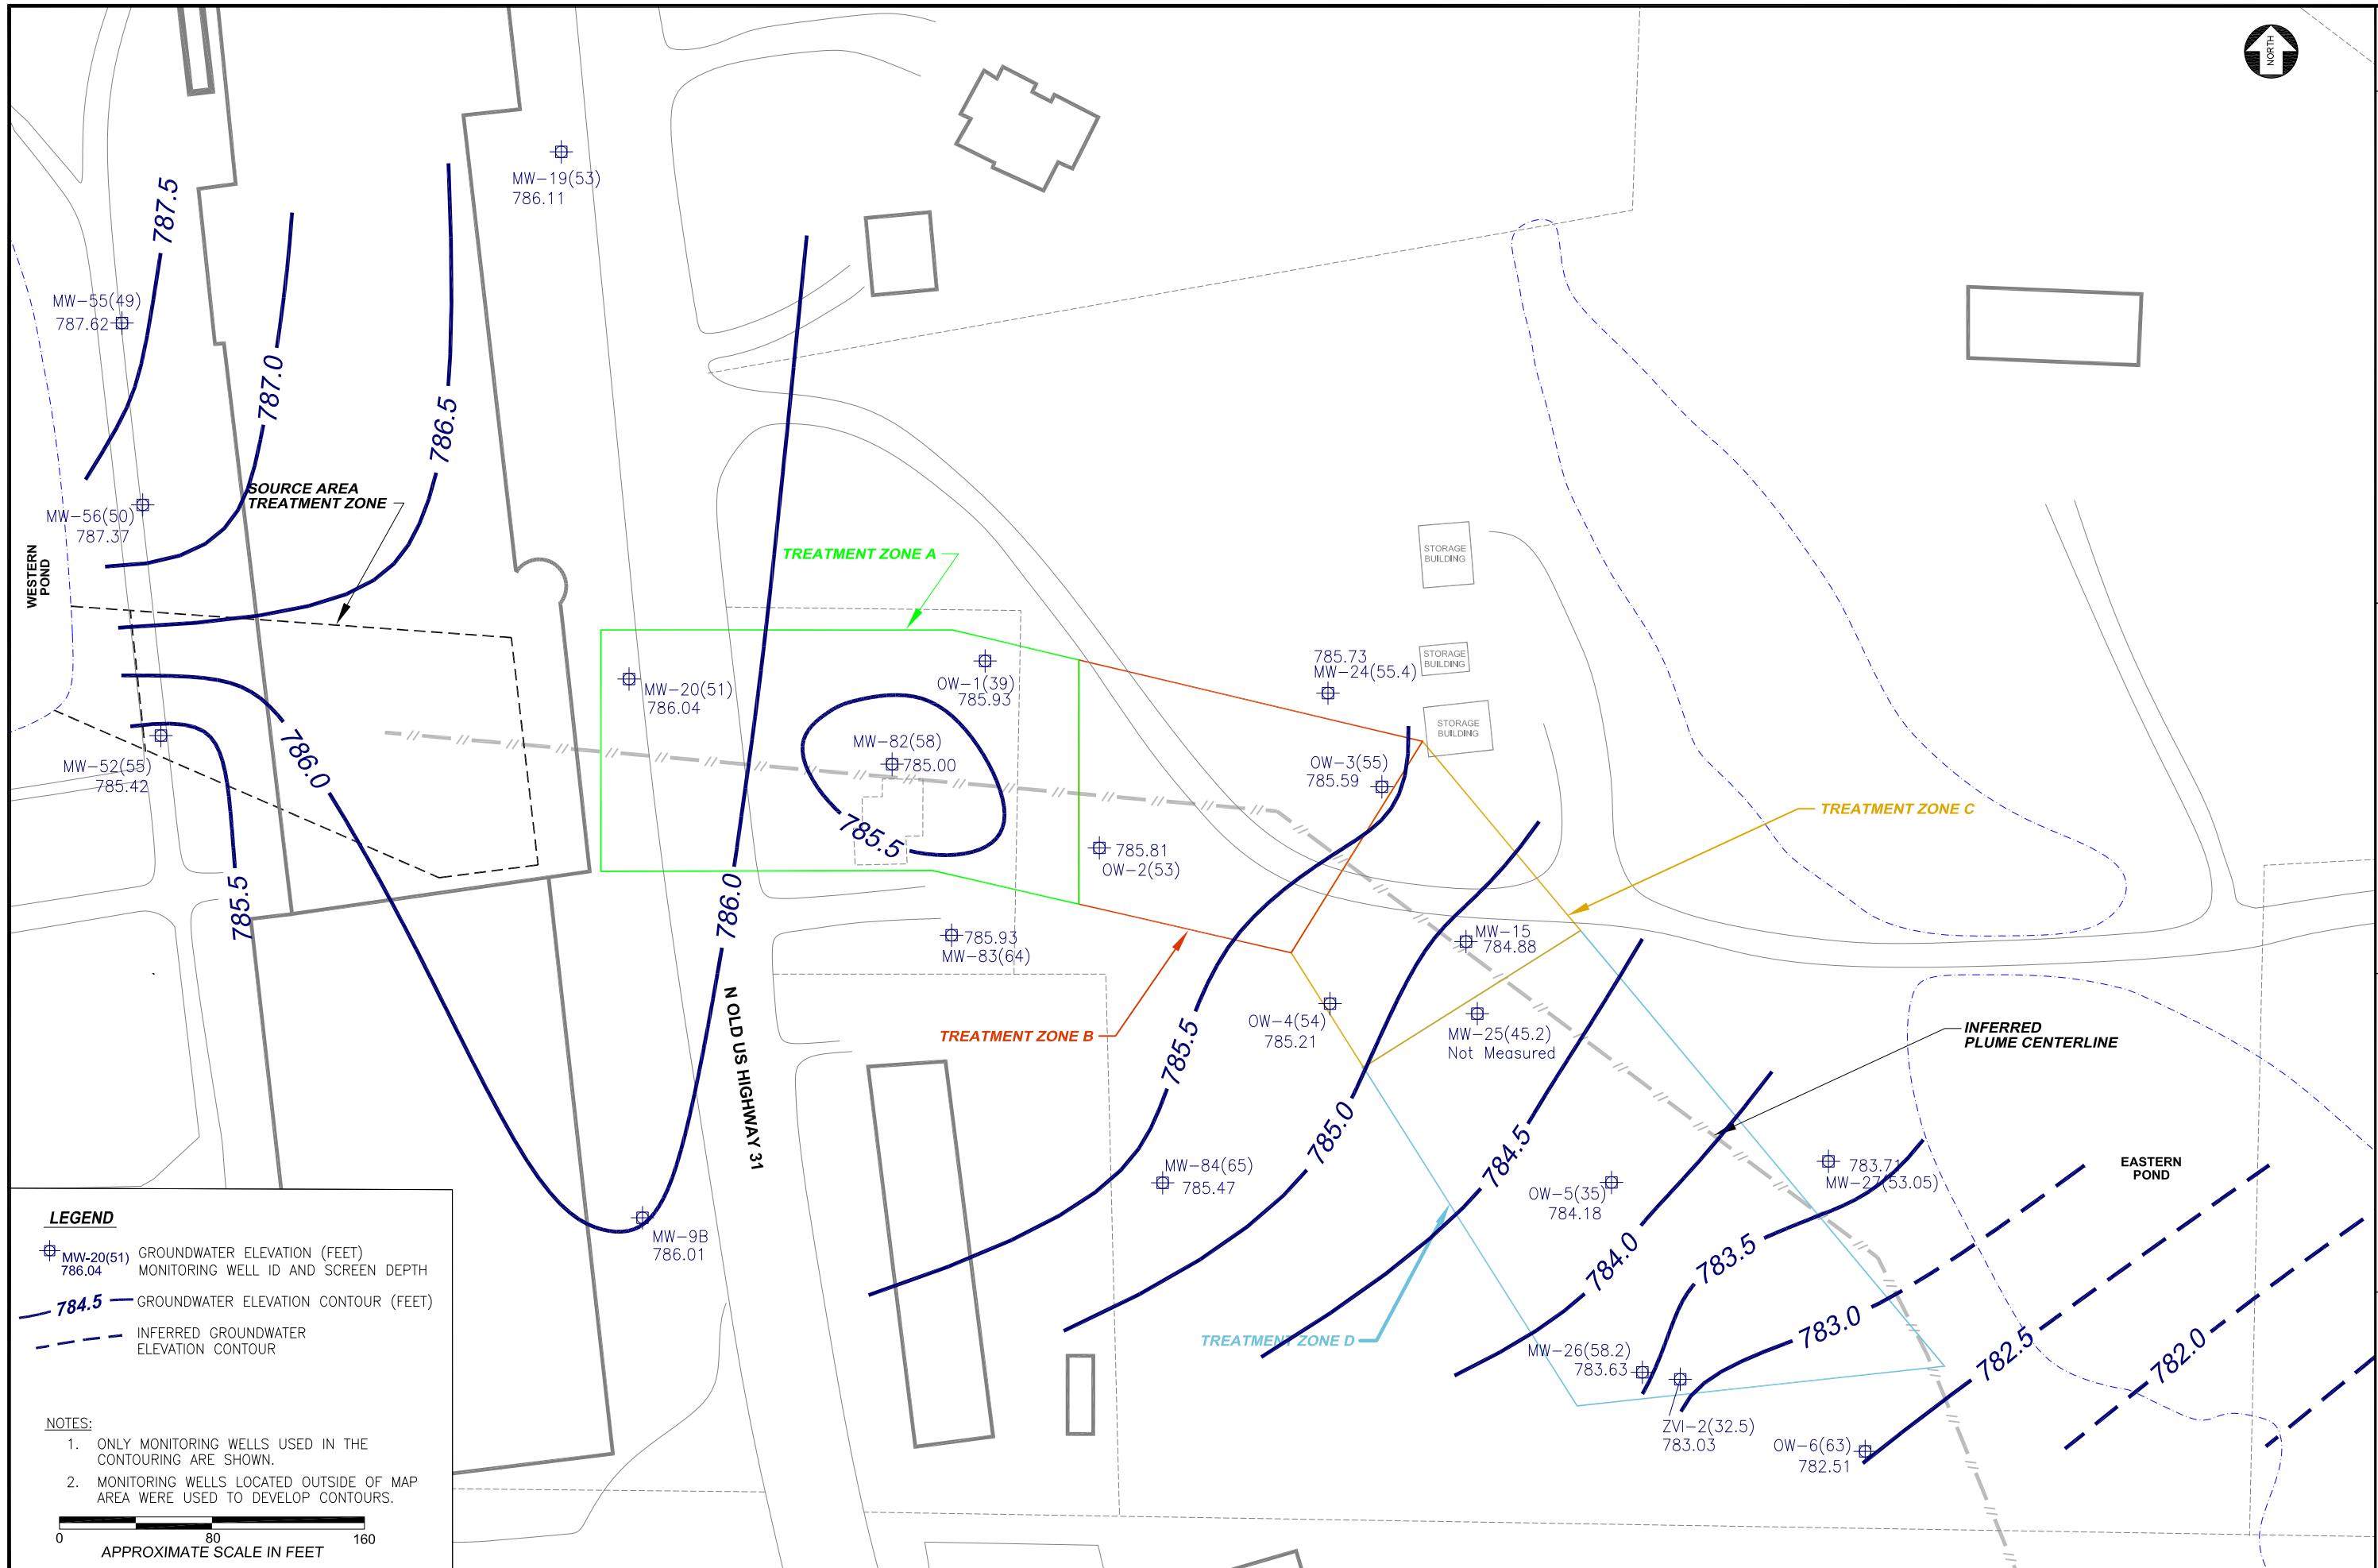 NORTH
MW-19(53)
786.11
787.5
MW-55(49)
787.62
787.0
786.5
SOURCE AREA
TREATMENT ZONE
MW-56(50)
787.37
WESTERN
POND
TREATMENT ZONE A
STORAGE
BUILDING
STORAGE
BUILDING
STORAGE
BUILDING
785.73
MW-24(55.4)
MW-20(51)
786.04
OW-1(39)
785.93
MW-82(58)
785.00
785.5
786.0
MW-52(55)
785.42
785.5
OW-3(55)
785.59
TREATMENT ZONE C
785.81
OW-2(53)
786.0
785.93
MW-83(64)
MW-15
784.88
N OLD US HIGHWAY 31
TREATMENT ZONE B
785.5
OW-4(54)
785.21
MW-25(45.2)
Not Measured
INFERRED
PLUME CENTERLINE
785.0
784.5
MW-84(65)
785.47
OW-5(35)
784.18
783.71
MW-27(53.05)
EASTERN
POND
MW-9B
786.01
784.0
783.5
783.0
782.5
782.0
TREATMENT ZONE D
MW-26(58.2)
783.63
ZVI-2(32.5)
783.03
OW-6(63)
782.51
LEGEND
MW-20(51)
786.04
GROUNDWATER ELEVATION (FEET)
MONITORING WELL ID AND SCREEN DEPTH
784.5
GROUNDWATER ELEVATION CONTOUR (FEET)
INFERRED GROUNDWATER
ELEVATION CONTOUR
NOTES:
1. ONLY MONITORING WELLS USED IN THE
CONTOURING ARE SHOWN.
2. MONITORING WELLS LOCATED OUTSIDE OF MAP
AREA WERE USED TO DEVELOP CONTOURS.
0 80 160
APPROXIMATE SCALE IN FEET